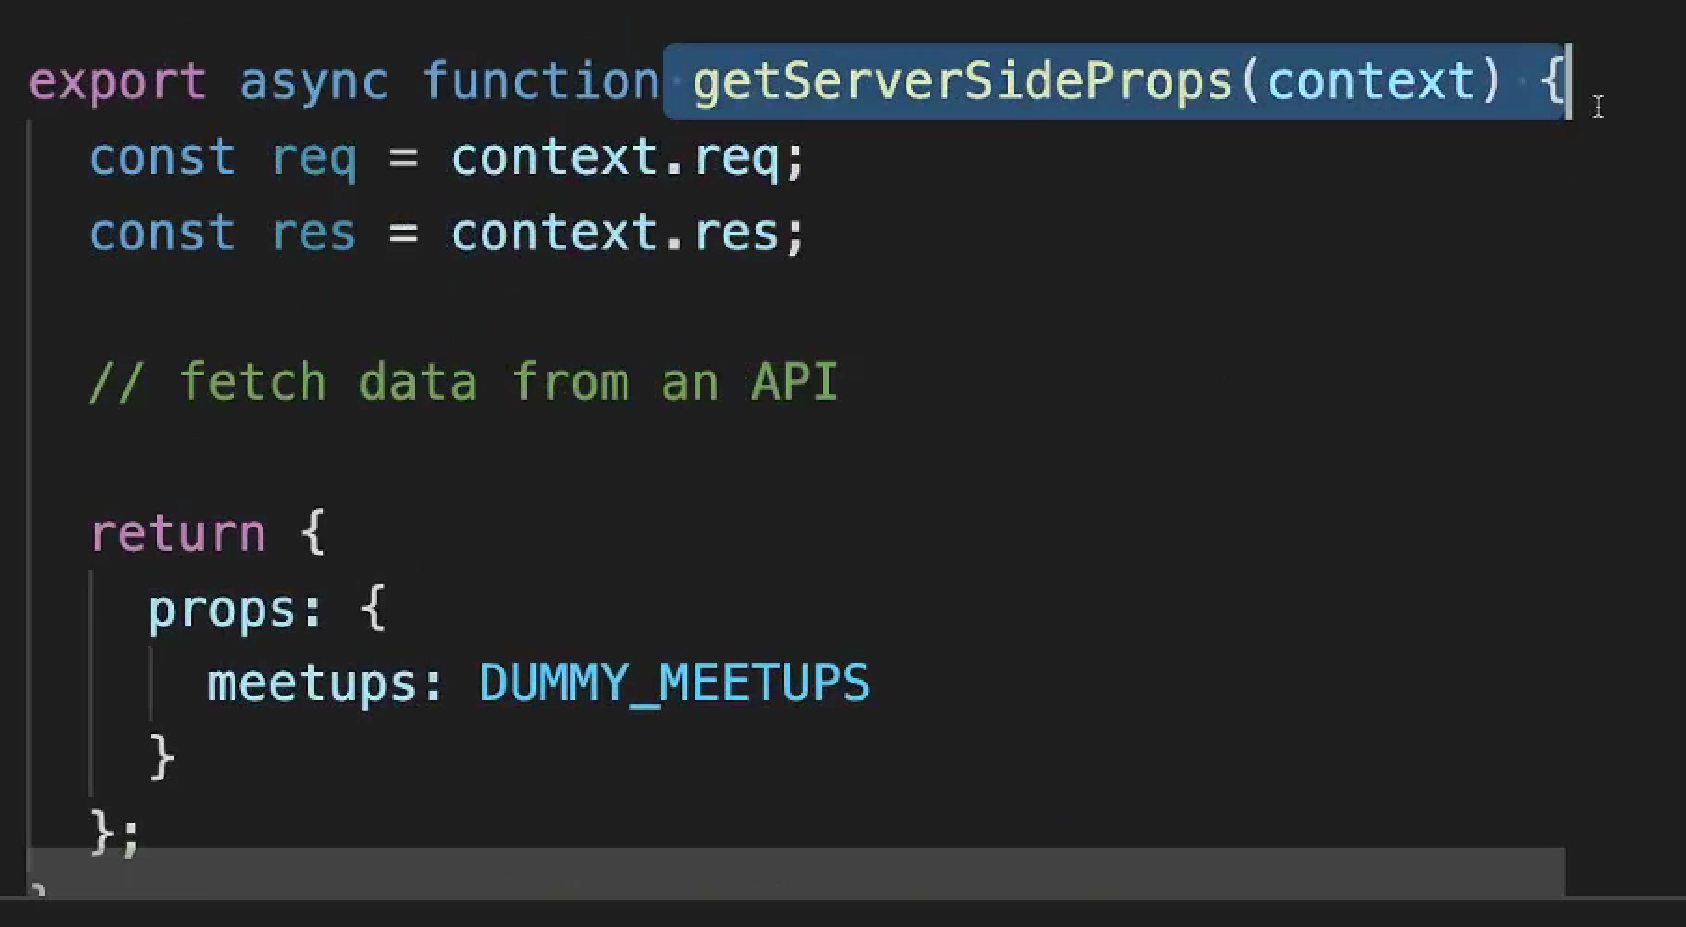 export async function getServerSideProps(context) {
const req = context.req;
const res = context.res;
// fetch data from an API
return {
props: {
meetups: DUMMY_MEETUPS
}
};
}